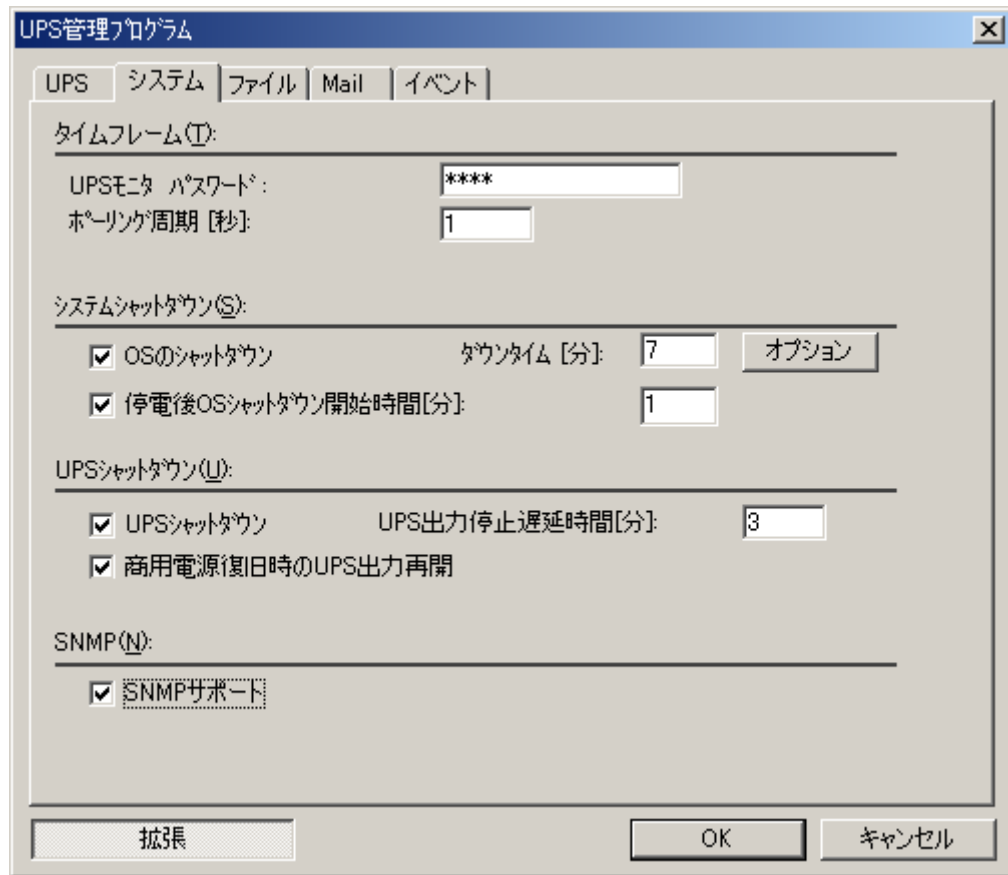 UPS管理ﾌﾟﾛｸﾞﾗﾑ
UPS システム ファイル Mail イベント
タイムフレーム(T):
UPSﾓﾆﾀ ﾊﾟｽﾜｰﾄﾞ: ****
ﾎﾟｰﾘﾝｸﾞ周期 [秒]: 1
ｼｽﾃﾑｼｬｯﾄﾀﾞｳﾝ(S):
OSのｼｬｯﾄﾀﾞｳﾝ ﾀﾞｳﾝﾀｲﾑ [分]: 7 オプション
停電後OSｼｬｯﾄﾀﾞｳﾝ開始時間[分]: 1
UPSｼｬｯﾄﾀﾞｳﾝ(U):
UPSｼｬｯﾄﾀﾞｳﾝ UPS出力停止遅延時間[分]: 3
商用電源復旧時のUPS出力再開
SNMP(N):
SNMPサポート
拡張 OK キャンセル